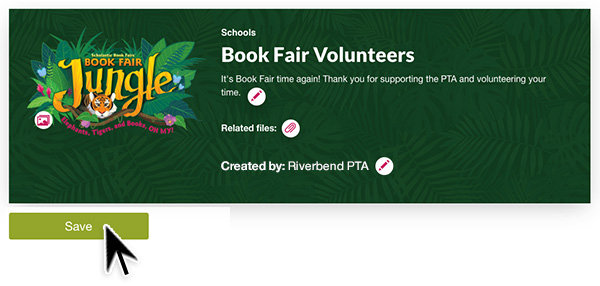 Schools
Scholastic Book Fairs
BOOK FAIR
Jungle
Elephants, Tigers, and Books. OH MY!
Book Fair Volunteers
It's Book Fair time again! Thank you for supporting the PTA and volunteering your
time.
Related files:
Created by: Riverbend PTA
Save